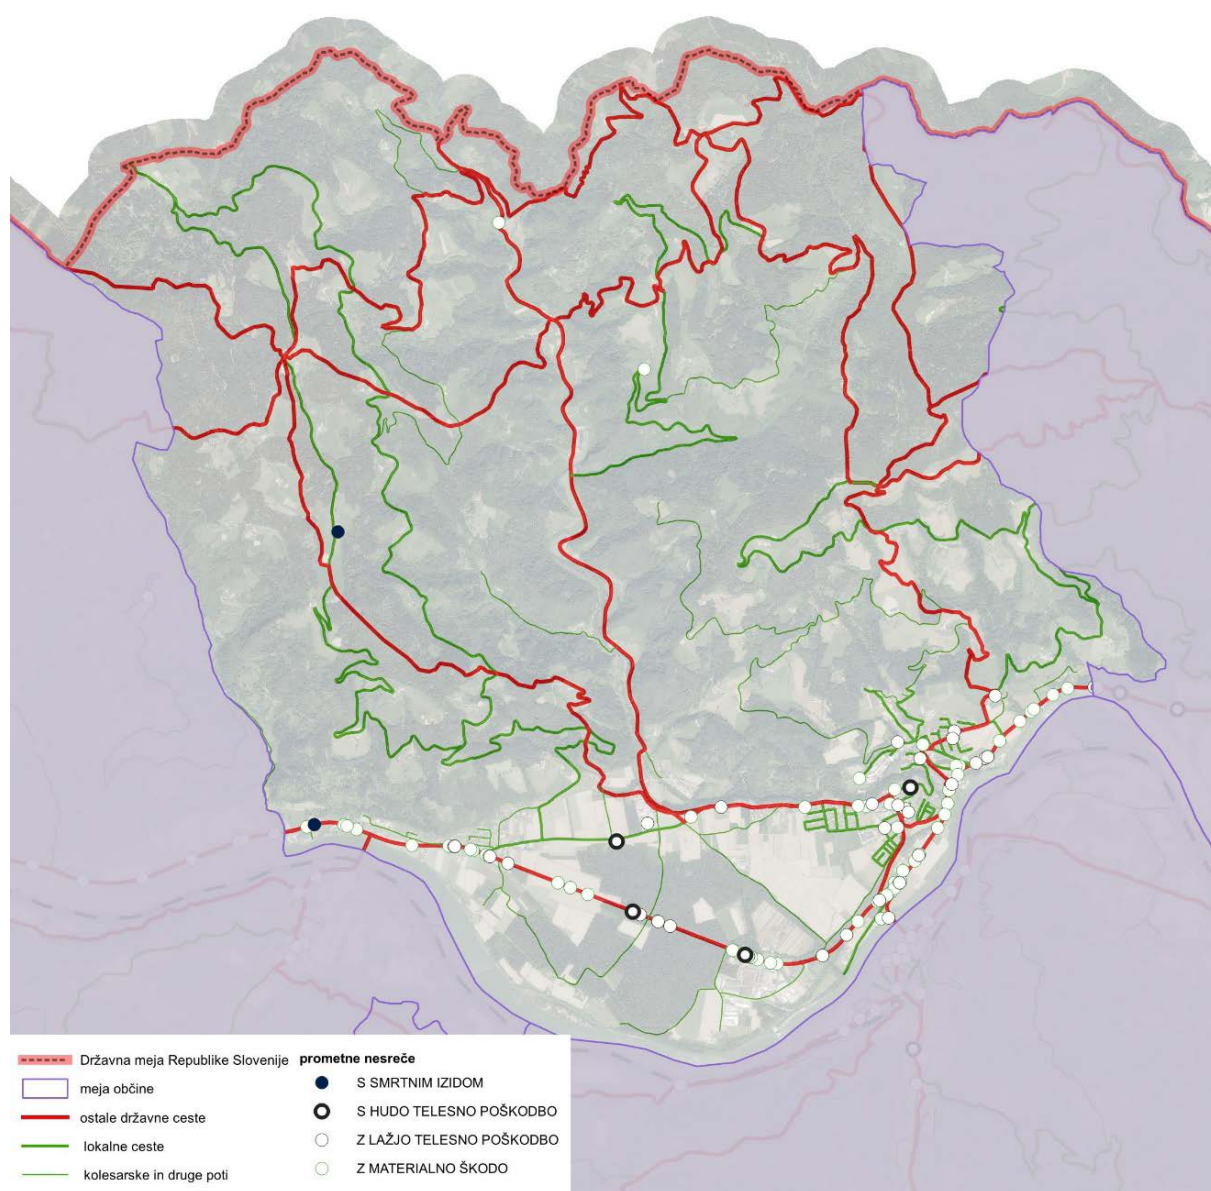 Državna meja Republike Slovenije
meja občine
ostale državne ceste
lokalne ceste
kolesarske in druge poti
prometne nesreče
S SMRTNIM IZIDOM
S HUDO TELESNO POŠKODBO
Z LAŽJO TELESNO POŠKODBO
Z MATERIALNO ŠKODO